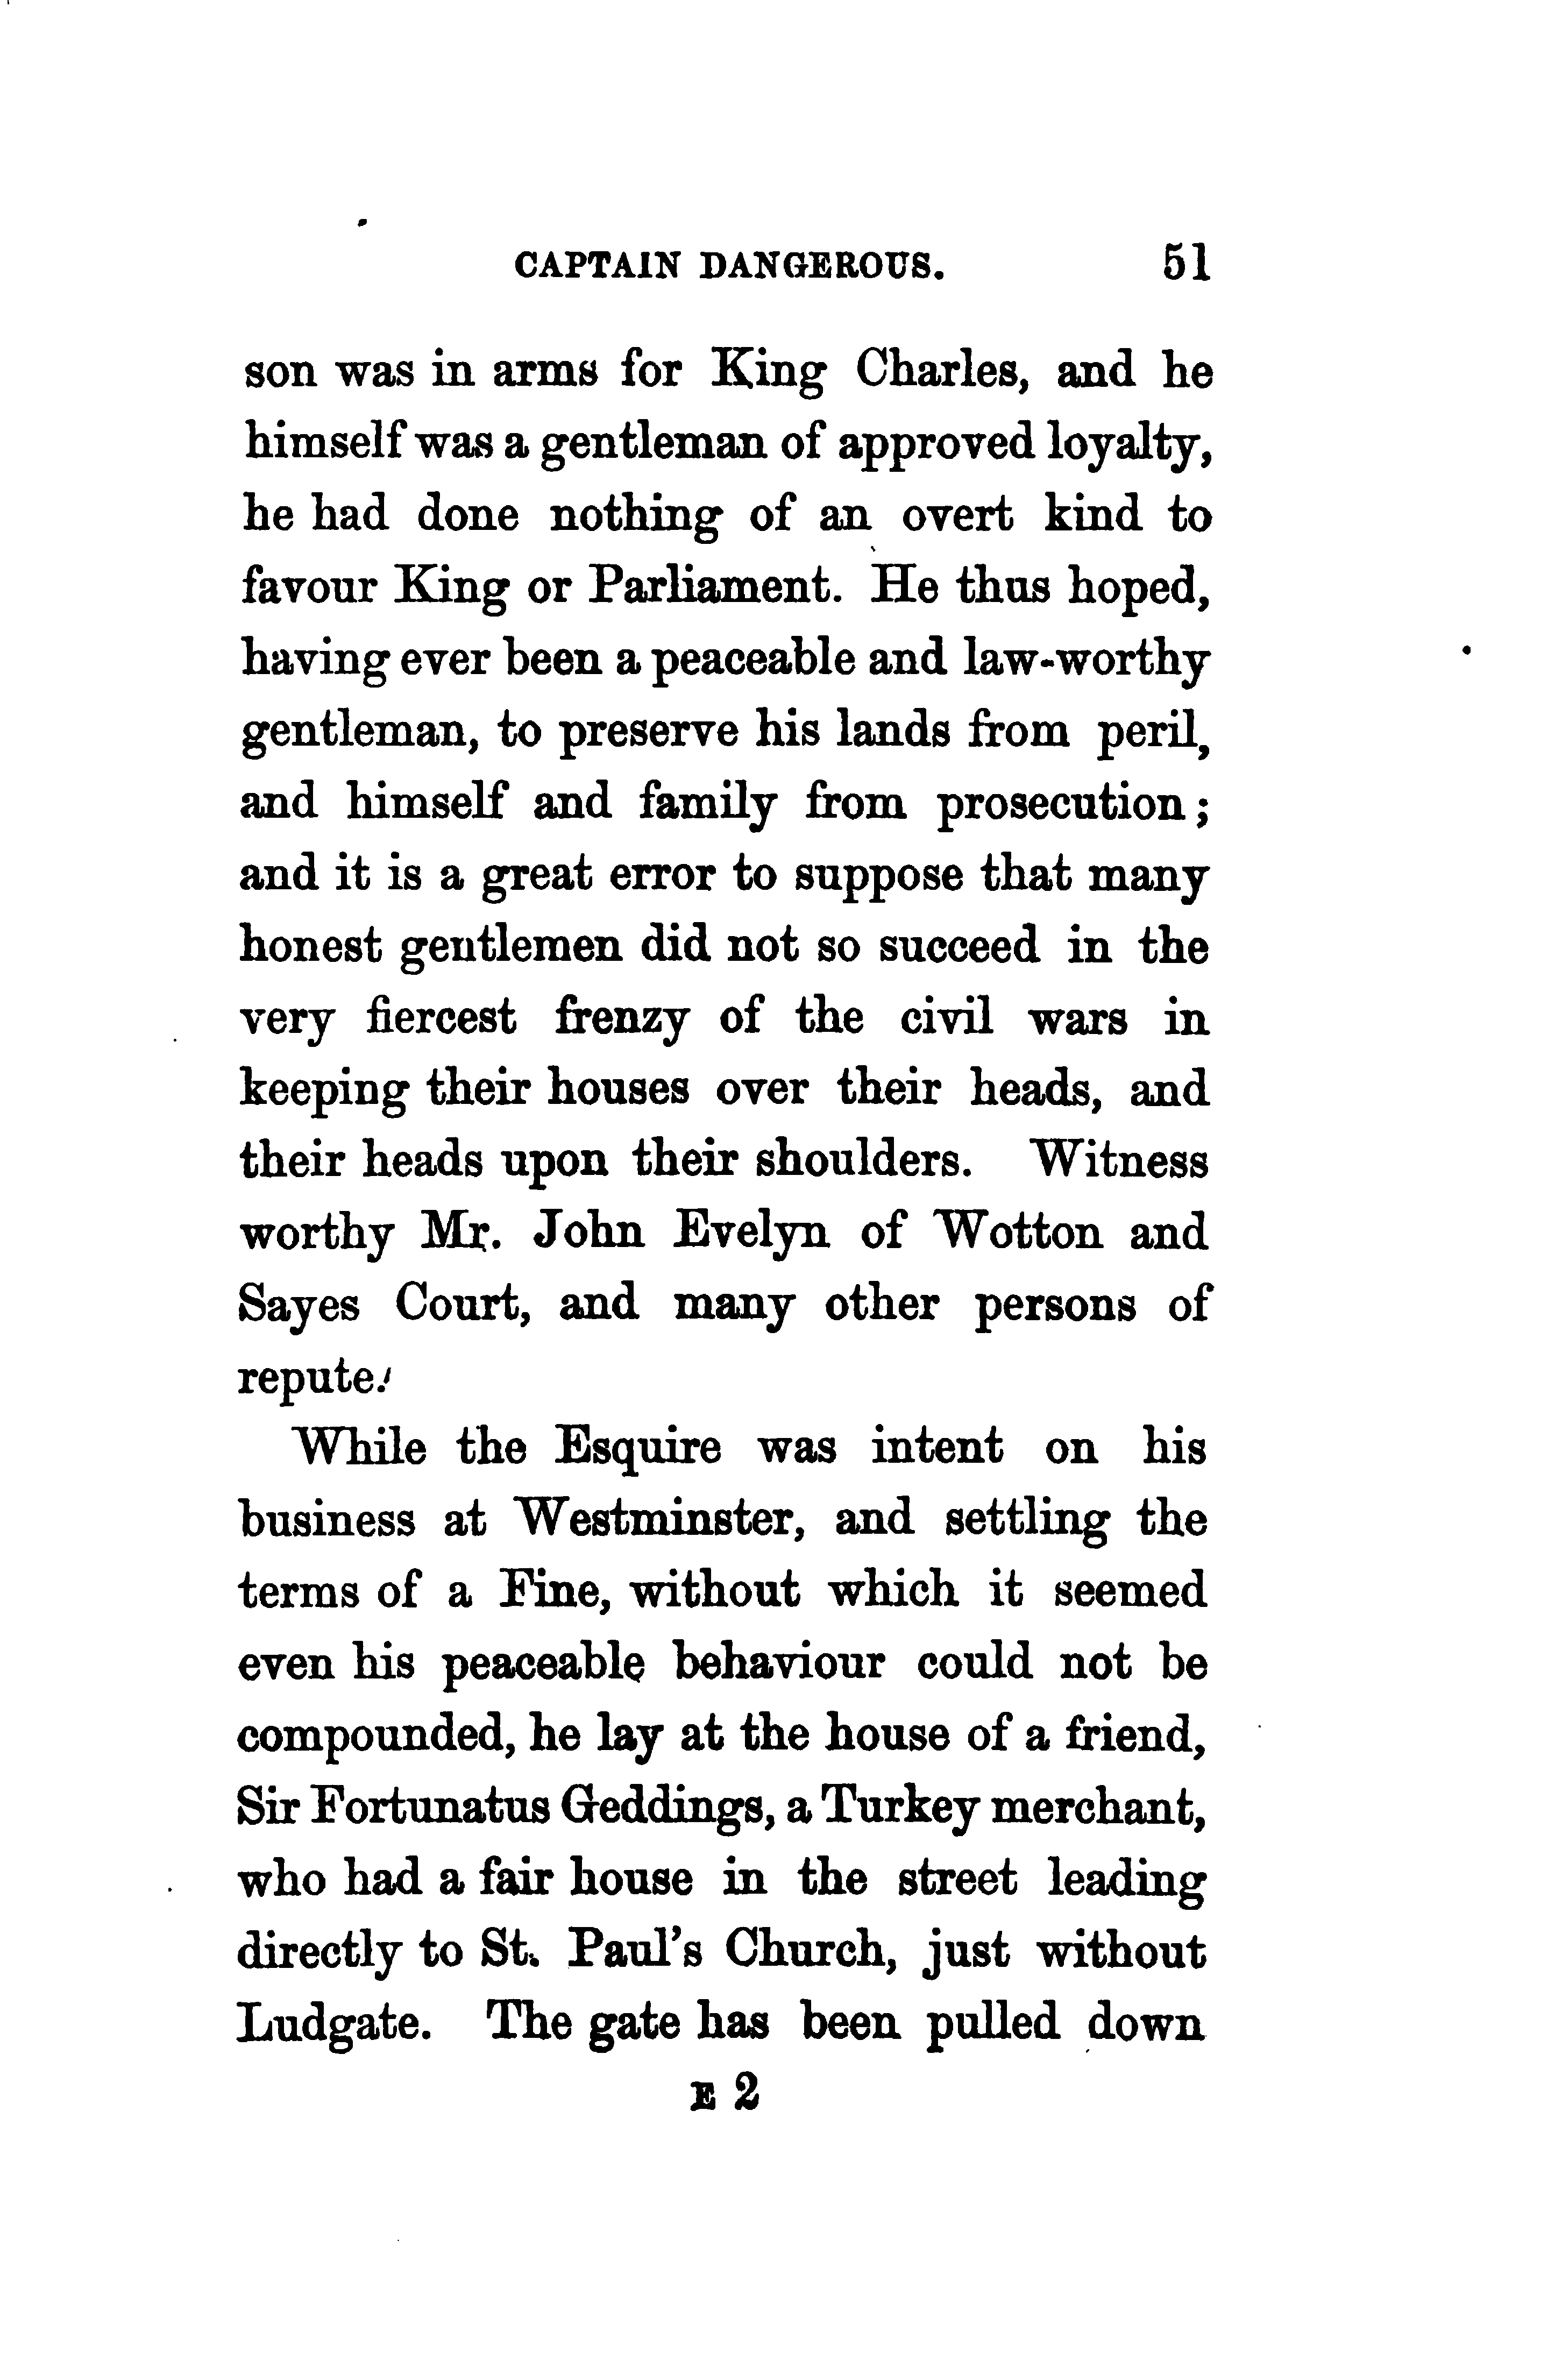 CAPTAIN DANGEROUS. 51
son was in arms for King Charles, and he
himself was a gentleman of approved loyalty,
he had done nothing of an overt kind to
favour King or Parliament. He thus hoped,
having ever been a peaceable and law-worthy
gentleman, to preserve his lands from peril,
and himself and family from prosecution;
and it is a great error to suppose that many
honest gentlemen did not so succeed in the
very fiercest frenzy of the civil wars in
keeping their houses over their heads, and
their heads upon their shoulders. Witness
worthy Mr. John Evelyn of Wotton and
Sayes Court, and many other persons of
repute.
While the Esquire was intent on his
business at Westminster, and settling the
terms of a Fine, without which it seemed
even his peaceable behaviour could not be
compounded, he lay at the house of a friend,
Sir Fortunatus Geddings, a Turkey merchant,
who had a fair house in the street leading
directly to St. Paul's Church, just without
Ludgate. The gate has been pulled down
E 2